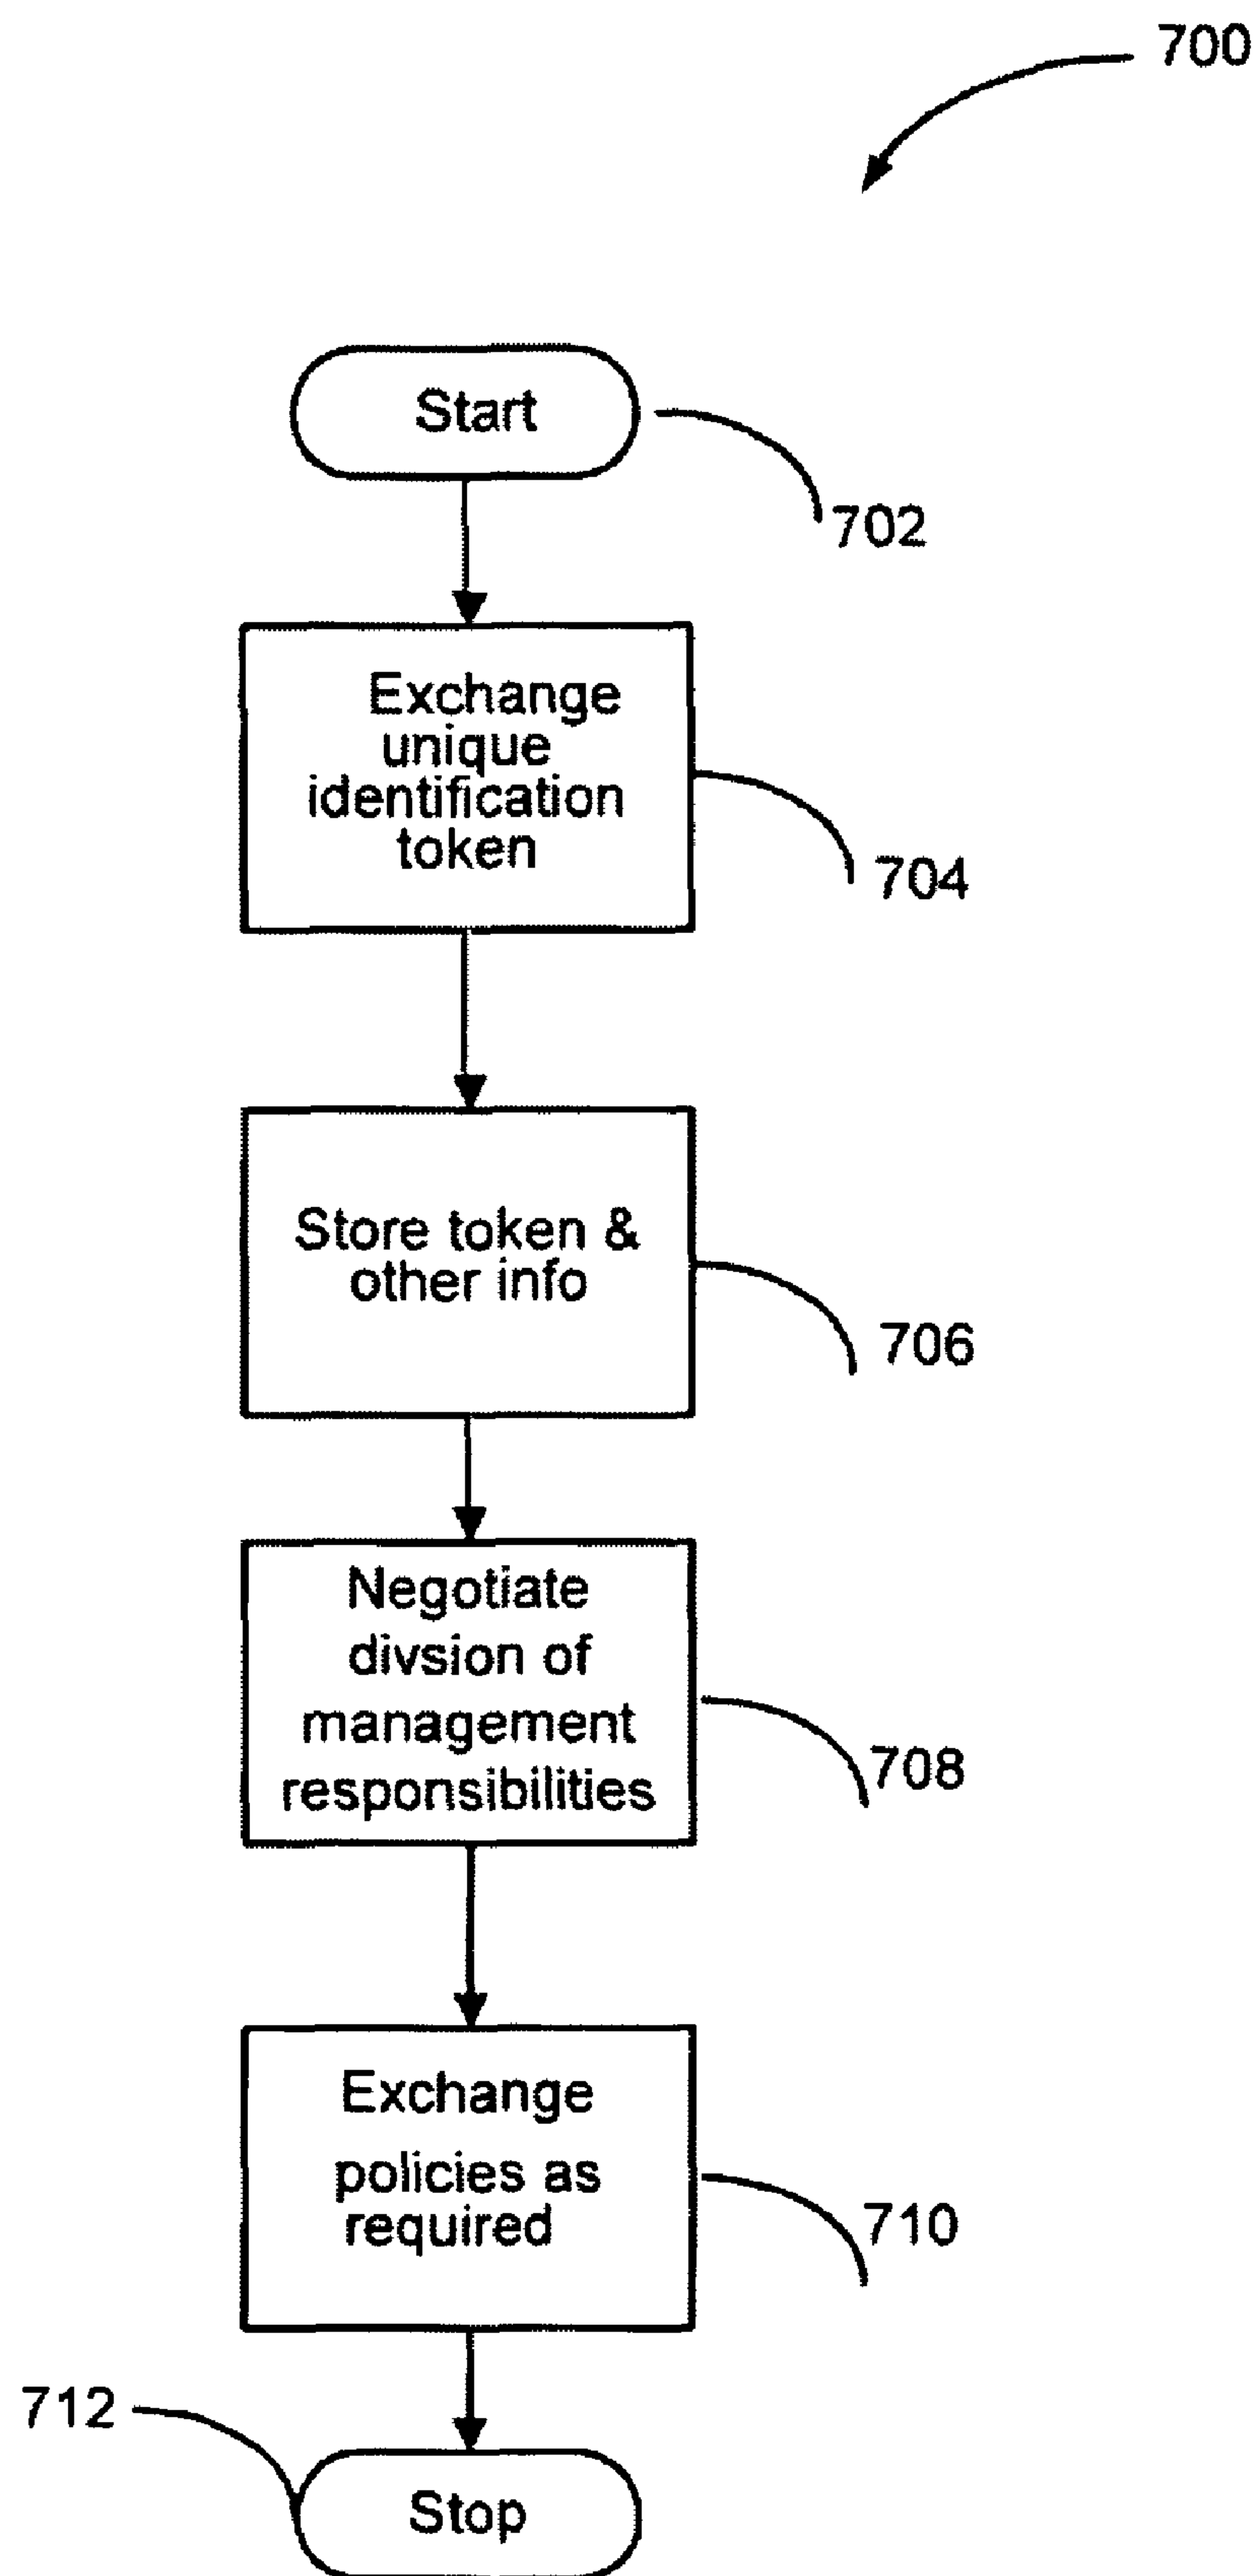 700
Start
702
Exchange
unique
identification
token
704
Store token &
other info
706
Negotiate
divsion of
management
responsibilities
708
Exchange
policies as
required
710
712
Stop